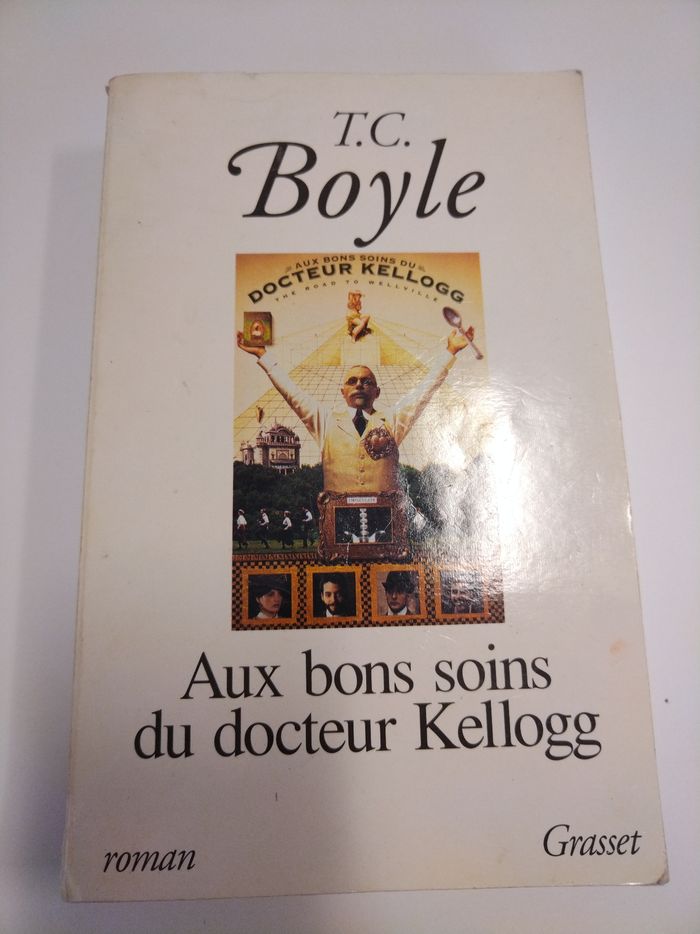 T.C.
Boyle
AUX BONS SOINS DU
DOCTEUR KELLOGG
THE ROAD TO WELLVILLE
Aux bons soins
du docteur Kellogg
roman
Grasset